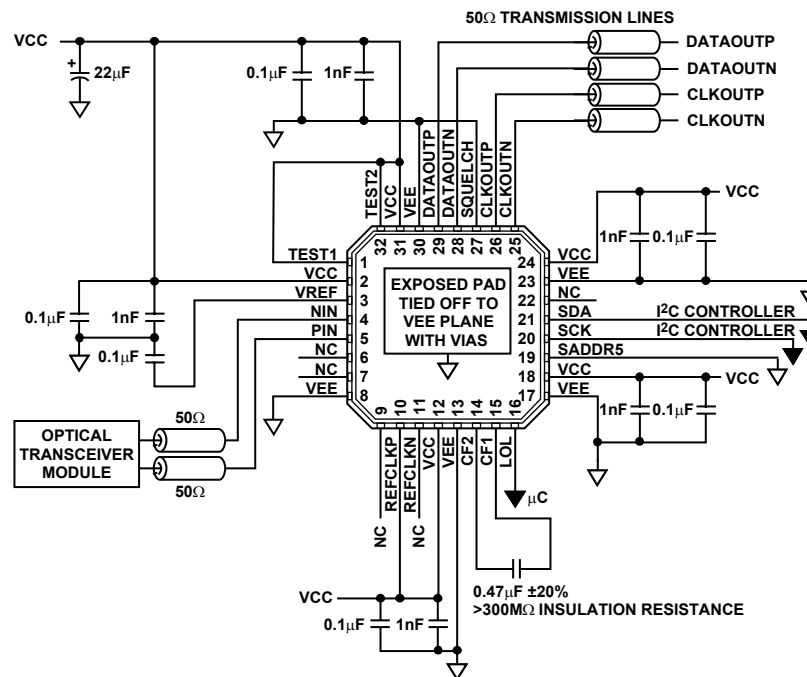 50Ω TRANSMISSION LINES
VCC
+
22µF
0.1µF
1nF
DATAOUTP
DATAOUTN
CLKOUTP
CLKOUTN
TEST2
VCC
VEE
DATAOUTP
DATAOUTN
SQUELCH
CLKOUTP
CLKOUTN
32
31
30
29
28
27
26
25
TEST1
VCC
VREF
NIN
PIN
NC
NC
VEE
1
2
3
4
5
6
7
8
EXPOSED PAD
TIED OFF TO
VEE PLANE
WITH VIAS
24
23
22
21
20
19
18
17
VCC
VEE
NC
SDA
SCK
SADDR5
VCC
VEE
1nF
0.1µF
VCC
I²C CONTROLLER
I²C CONTROLLER
VCC
1nF
0.1µF
0.1µF
1nF
0.1µF
OPTICAL
TRANSCEIVER
MODULE
50Ω
50Ω
9
10
11
12
13
14
15
16
REFCLKP
REFCLKN
VCC
VEE
CF2
CF1
LOL
NC
NC
µC
VCC
0.1µF
1nF
0.47µF ±20%
>300MΩ INSULATION RESISTANCE